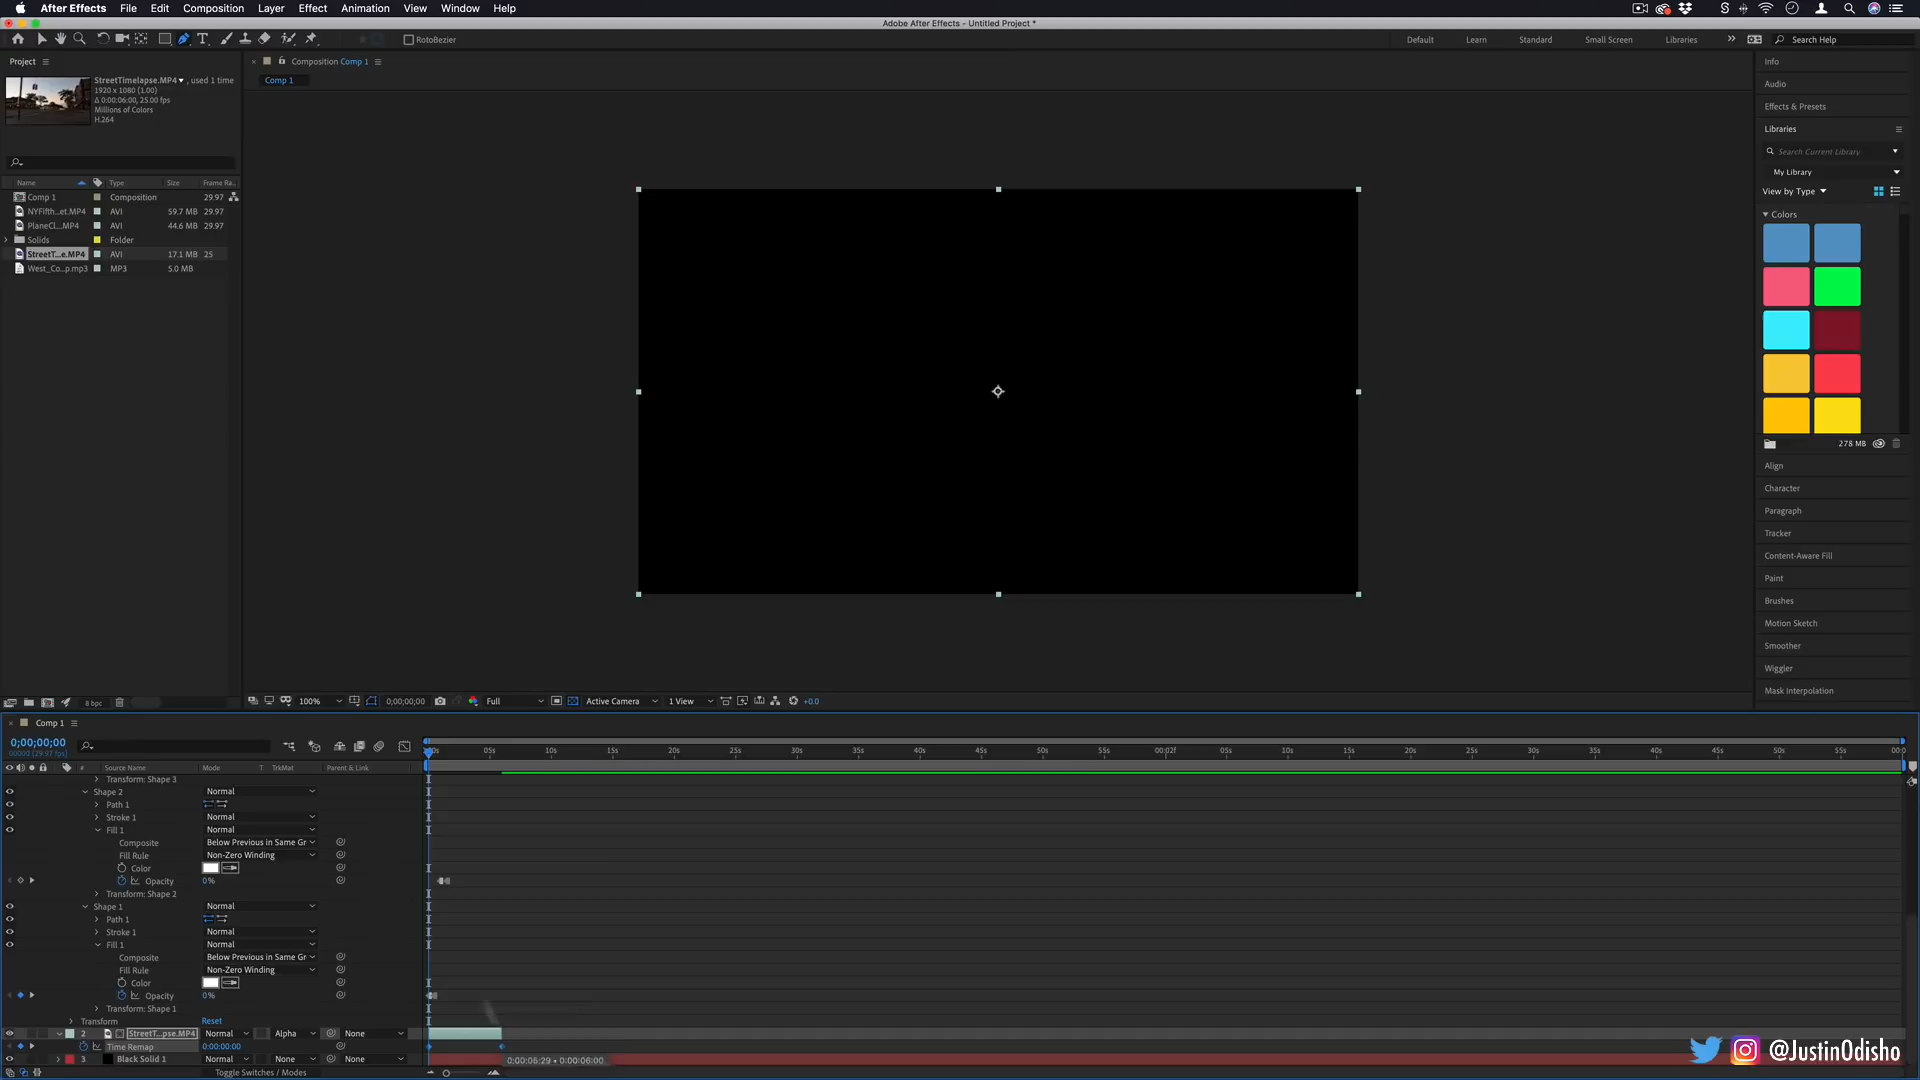 After Effects File Edit Composition Layer Effect Animation View Window Help
Adobe After Effects - Untitled Project *
RotoBezier
Default Learn Standard Small Screen Libraries » Search Help
Project
StreetTimelapse.MP4 , used 1 time
1920 x 1080 (1.00)
Δ 0:00:06:00, 25.00 fps
Millions of Colors
H.264
Name Type Size Frame Ra..
Comp 1 Composition 29.97
NYFifth...et.MP4 AVI 59.7 MB 29.97
PlaneCl...MP4 AVI 44.6 MB 29.97
Solids Folder
StreetT...e.MP4 AVI 17.1 MB 25
West_Co...p.mp3 MP3 5.0 MB
8 bpc
Composition Comp 1
Comp 1
100% 0;00;00;00 Full Active Camera 1 View +0.0
Info
Audio
Effects & Presets
Libraries
Search Current Library
My Library
View by Type
Colors
278 MB
Align
Character
Paragraph
Tracker
Content-Aware Fill
Paint
Brushes
Motion Sketch
Smoother
Wiggler
Mask Interpolation
Comp 1
0;00;00;00
00000 (29.97 fps)
:00s 05s 10s 15s 20s 25s 30s 35s 40s 45s 50s 55s 00:02f 5s 10s 15s 20s 25s 30s 35s 40s 45s 50s 55s 00:0
# Source Name Mode T TrkMat Parent & Link
Transform: Shape 3
Shape 2 Normal
Path 1
Stroke 1 Normal
Fill 1 Normal
Composite Below Previous in Same Gr
Fill Rule Non-Zero Winding
Color
Opacity 0%
Transform: Shape 2
Shape 1 Normal
Path 1
Stroke 1 Normal
Fill 1 Normal
Composite Below Previous in Same Gr
Fill Rule Non-Zero Winding
Color
Opacity 0%
Transform: Shape 1
Transform Reset
2 StreetT...pse.MP4 Normal Alpha None
Time Remap 0:00:00:00
3 Black Solid 1 Normal None None
0:00:05:29 • 0:00:06:00
Toggle Switches / Modes
@JustinOdisho